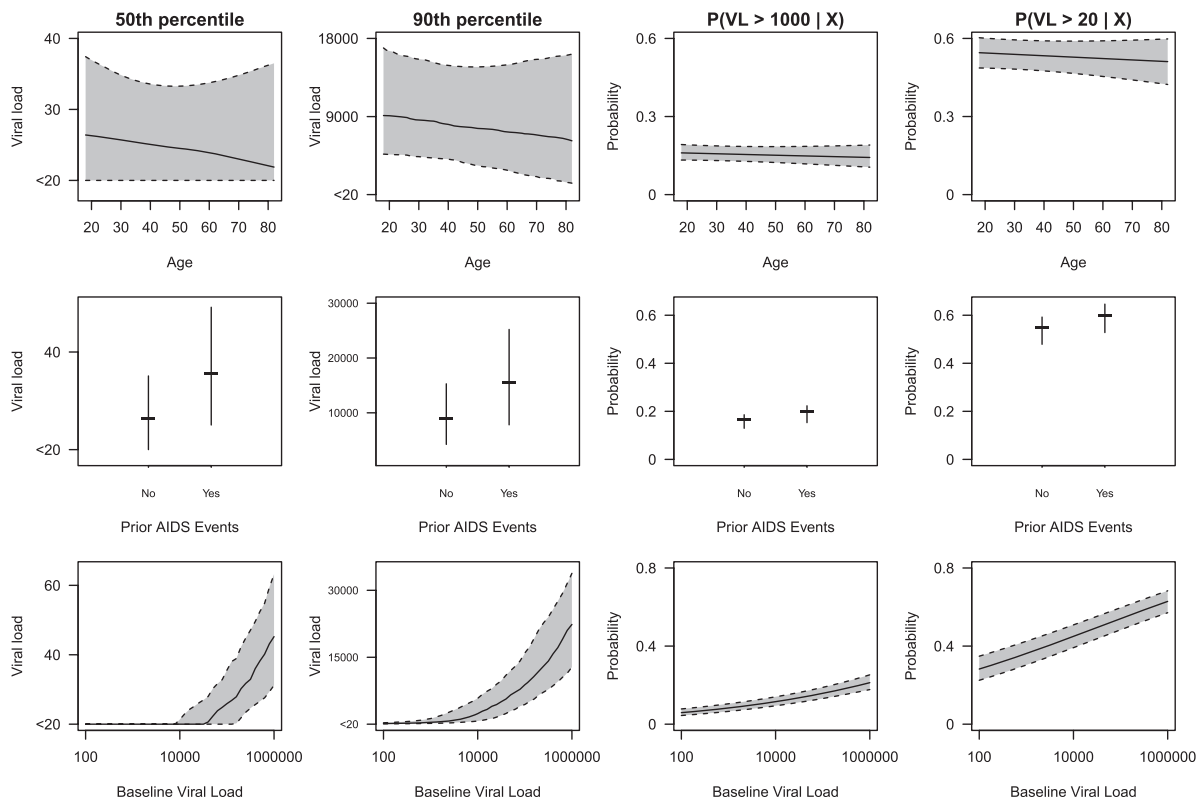 50th percentile
90th percentile
P(VL > 1000 | X)
P(VL > 20 | X)
40
30
<20
Viral load
20 30 40 50 60 70 80
Age
18000
9000
<20
Viral load
20 30 40 50 60 70 80
Age
0.6
0.3
0
Probability
20 30 40 50 60 70 80
Age
0.6
0.3
0
Probability
20 30 40 50 60 70 80
Age
40
<20
Viral load
No Yes
Prior AIDS Events
30000
20000
10000
Viral load
No Yes
Prior AIDS Events
0.6
0.4
0.2
0
Probability
No Yes
Prior AIDS Events
0.6
0.4
0.2
0
Probability
No Yes
Prior AIDS Events
60
40
<20
Viral load
100 10000 1000000
Baseline Viral Load
30000
15000
<20
Viral load
100 10000 1000000
Baseline Viral Load
0.8
0.4
0
Probability
100 10000 1000000
Baseline Viral Load
0.8
0.4
0
Probability
100 10000 1000000
Baseline Viral Load